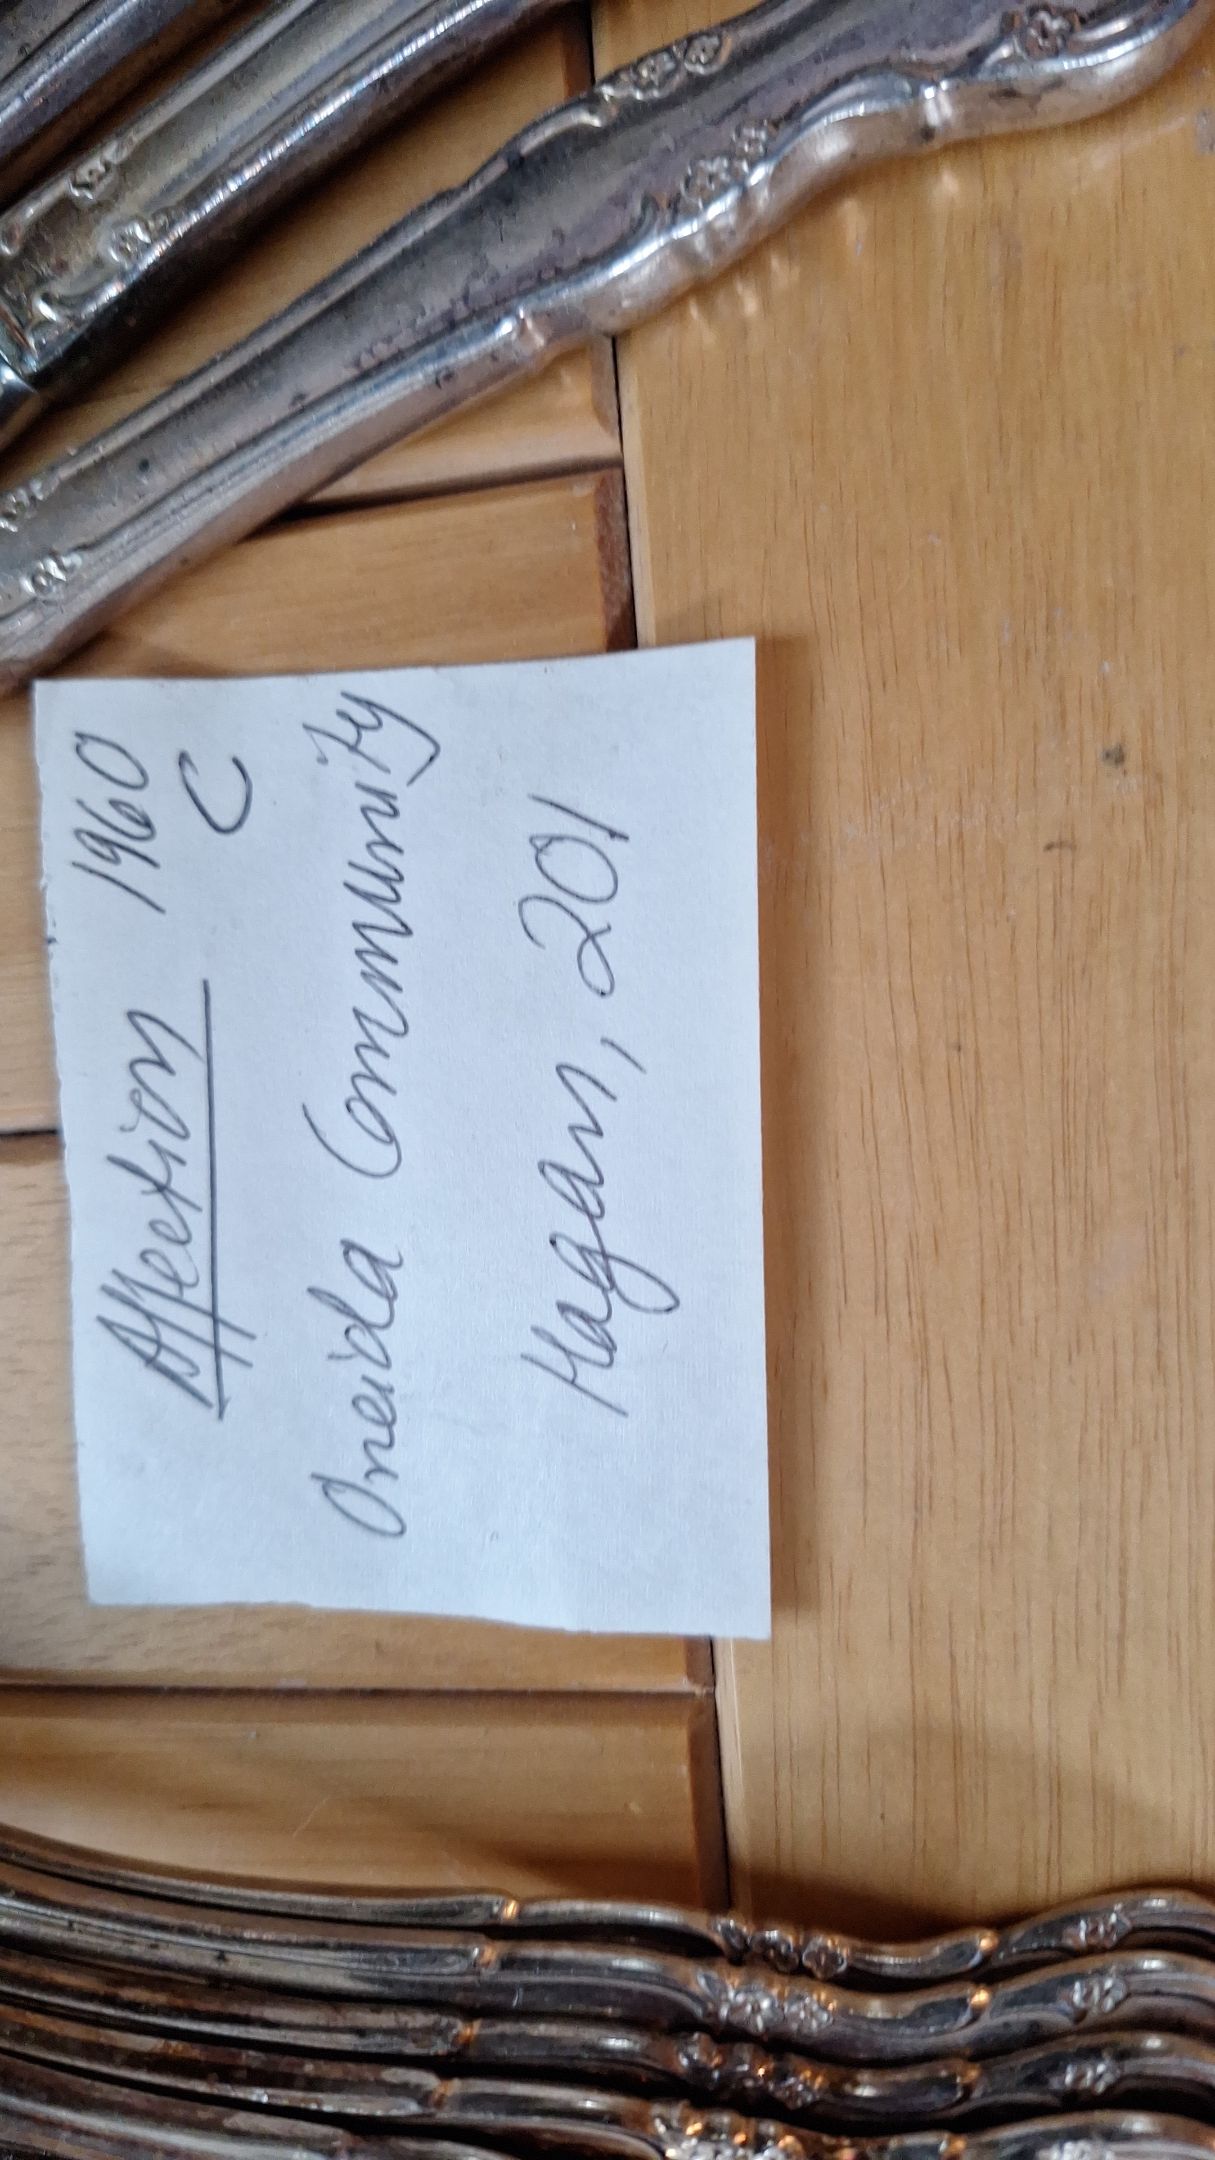 Affection 1960
C
Oneida Community
Hagan, 201